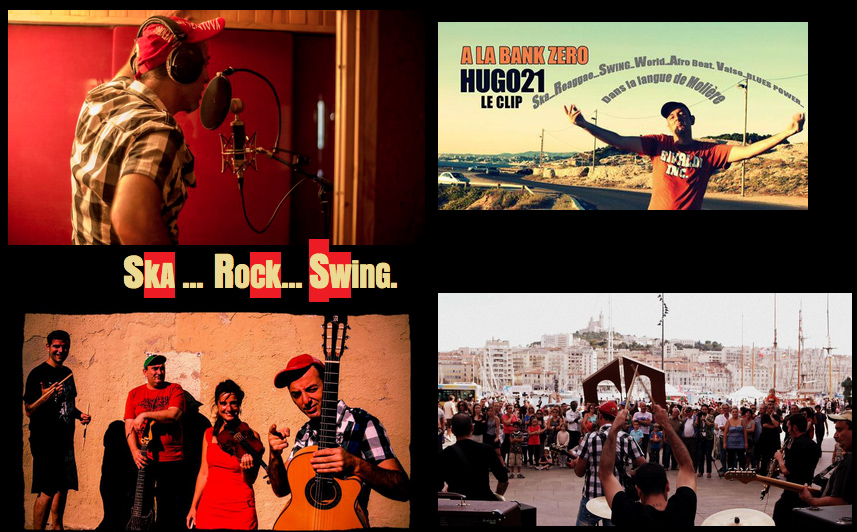 A LA BANK ZERO
HUGO21
LE CLIP
Ska..Reaggae...Swing..World..Afro Beat. Valse..BLUES POWER..
Dans la langue de Molière
INC.
Ska ... Rock... Swing.